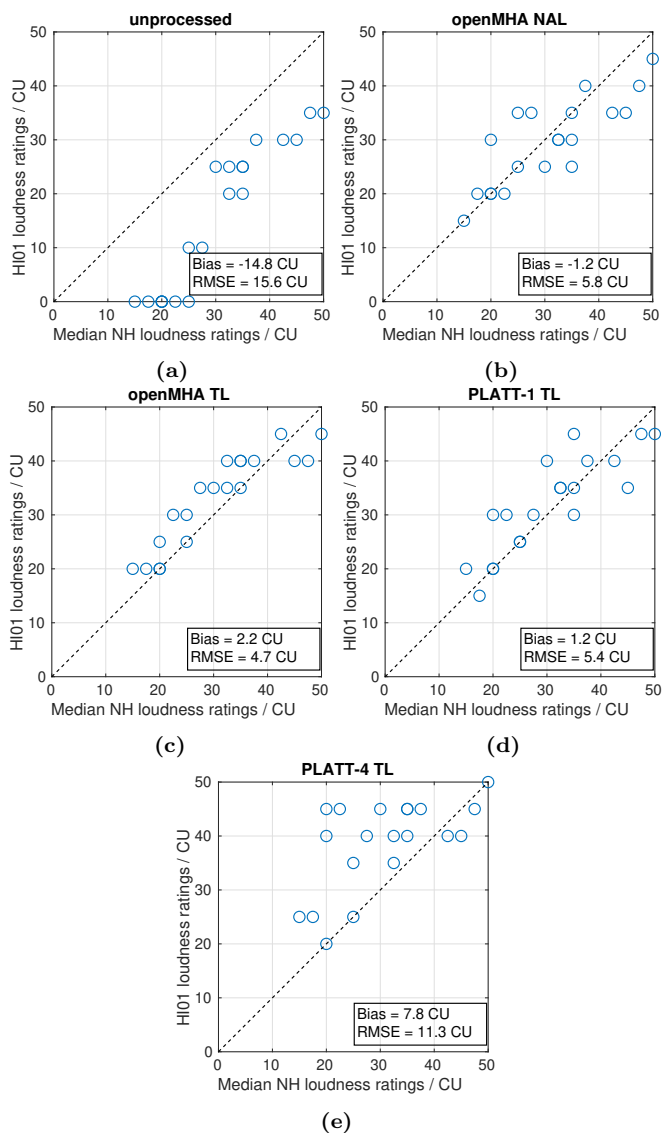 unprocessed
50
40
30
20
10
0
HI01 loudness ratings / CU
Bias = -14.8 CU
RMSE = 15.6 CU
0 10 20 30 40 50
Median NH loudness ratings / CU
(a)
openMHA NAL
50
40
30
20
10
0
HI01 loudness ratings / CU
Bias = -1.2 CU
RMSE = 5.8 CU
0 10 20 30 40 50
Median NH loudness ratings / CU
(b)
openMHA TL
50
40
30
20
10
0
HI01 loudness ratings / CU
Bias = 2.2 CU
RMSE = 4.7 CU
0 10 20 30 40 50
Median NH loudness ratings / CU
(c)
PLATT-1 TL
50
40
30
20
10
0
HI01 loudness ratings / CU
Bias = 1.2 CU
RMSE = 5.4 CU
0 10 20 30 40 50
Median NH loudness ratings / CU
(d)
PLATT-4 TL
50
40
30
20
10
0
HI01 loudness ratings / CU
Bias = 7.8 CU
RMSE = 11.3 CU
0 10 20 30 40 50
Median NH loudness ratings / CU
(e)